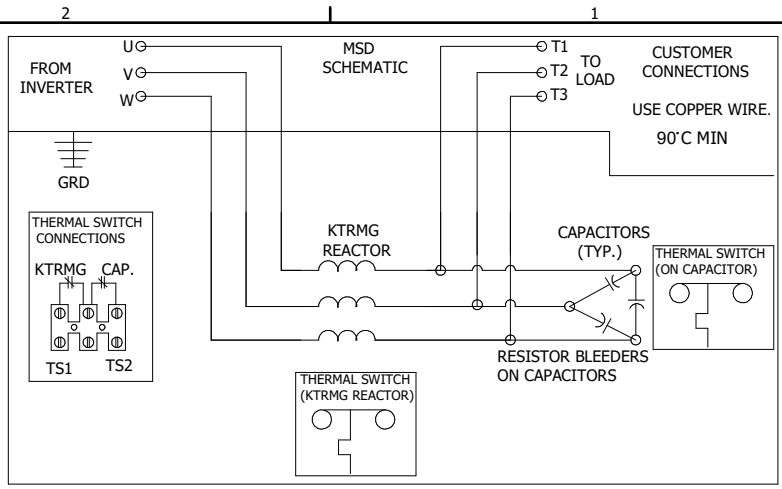 2
1
U
V
W
FROM
INVERTER
MSD
SCHEMATIC
T1
T2
T3
TO
LOAD
CUSTOMER
CONNECTIONS
USE COPPER WIRE.
90°C MIN
GRD
THERMAL SWITCH
CONNECTIONS
KTRMG
CAP.
TS1
TS2
KTRMG
REACTOR
CAPACITORS
(TYP.)
THERMAL SWITCH
(ON CAPACITOR)
RESISTOR BLEEDERS
ON CAPACITORS
THERMAL SWITCH
(KTRMG REACTOR)